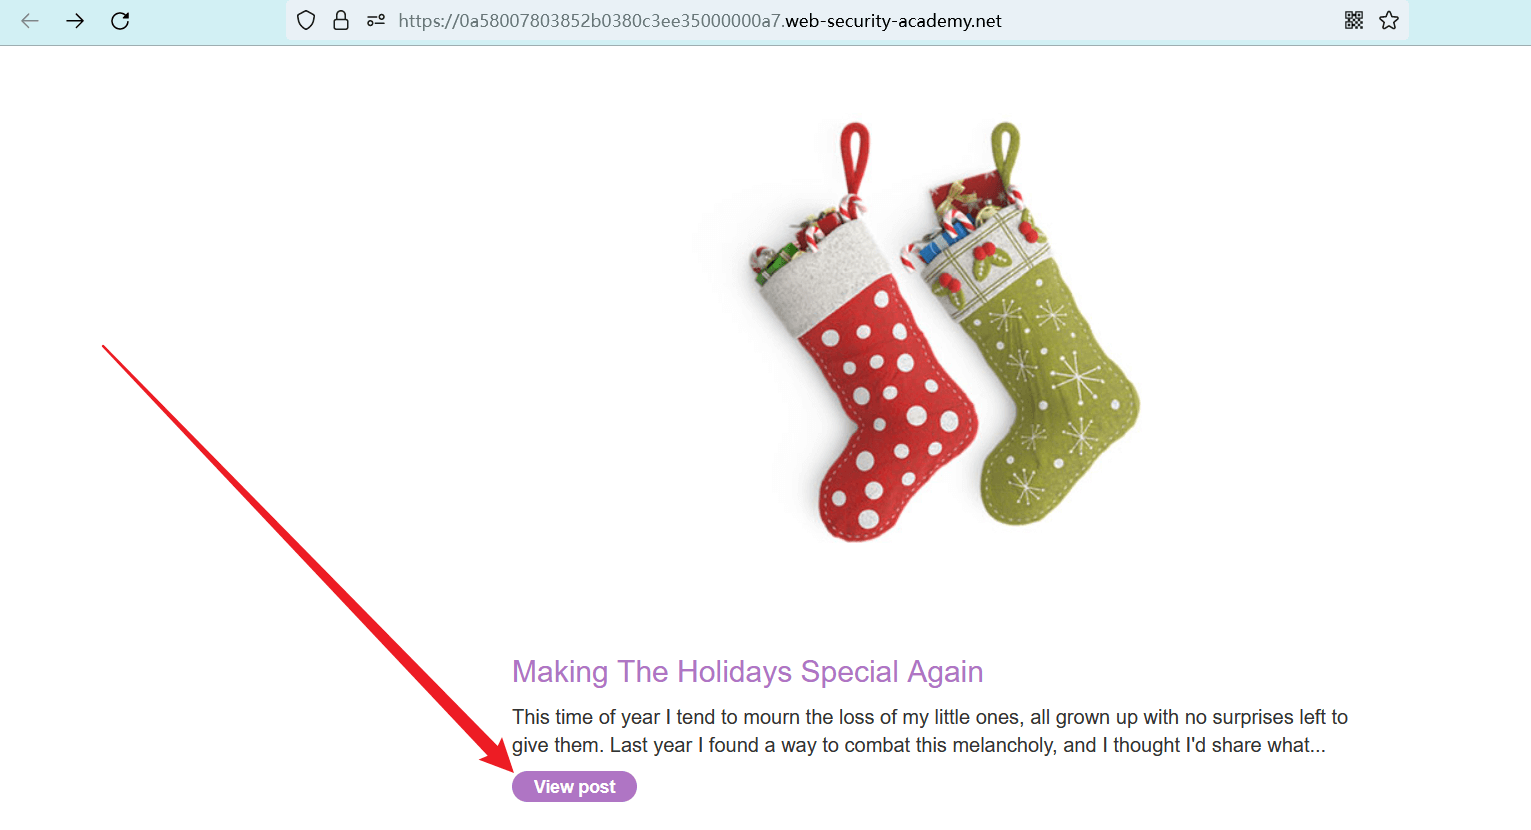 https://0a58007803852b0380c3ee35000000a7.web-security-academy.net
Making The Holidays Special Again
This time of year I tend to mourn the loss of my little ones, all grown up with no surprises left to
give them. Last year I found a way to combat this melancholy, and I thought I'd share what...
View post